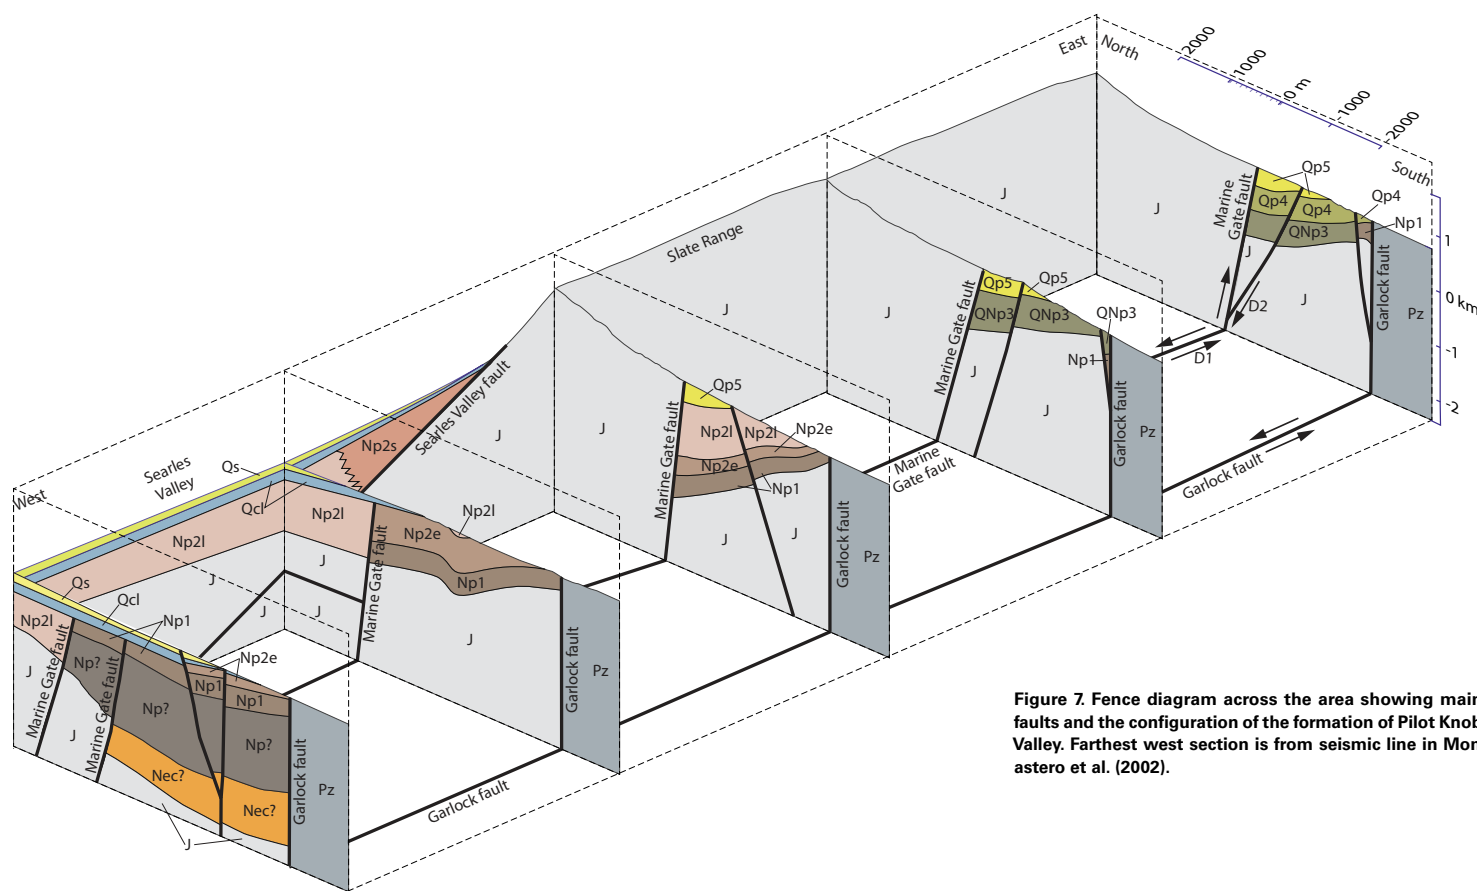 East
North
2000
1000
0 m
1000
2000
South
1
0 km
-1
-2
Qp5
Qp4
Qp4
Qp4
QNp3
Np1
Marine
Gate fault
J
J
J
D2
D1
Garlock fault
Pz
Garlock fault
J
Slate Range
J
J
Qp5
Qp5
QNp3
QNp3
QNp3
Np1
Marine Gate fault
J
J
Garlock fault
Pz
Marine
Gate fault
J
J
Qp5
Np2l
Np2l
Np2e
Np2e
Np1
Marine Gate fault
J
J
Garlock fault
Pz
Searles Valley fault
Np2s
Searles
Valley
Qs
Qcl
West
Np2l
Np2l
Np2l
Np2e
Np1
Marine Gate fault
J
J
J
J
J
Garlock fault
Pz
Garlock fault
Qs
Qcl
Np1
Np2l
Np2e
Np1
Np1
Np?
Np?
Np?
Nec?
Nec?
Marine Gate fault
Marine Gate fault
J
J
J
Garlock fault
Pz
Figure 7. Fence diagram across the area showing main
faults and the configuration of the formation of Pilot Knob
Valley. Farthest west section is from seismic line in Mon
astero et al. (2002).